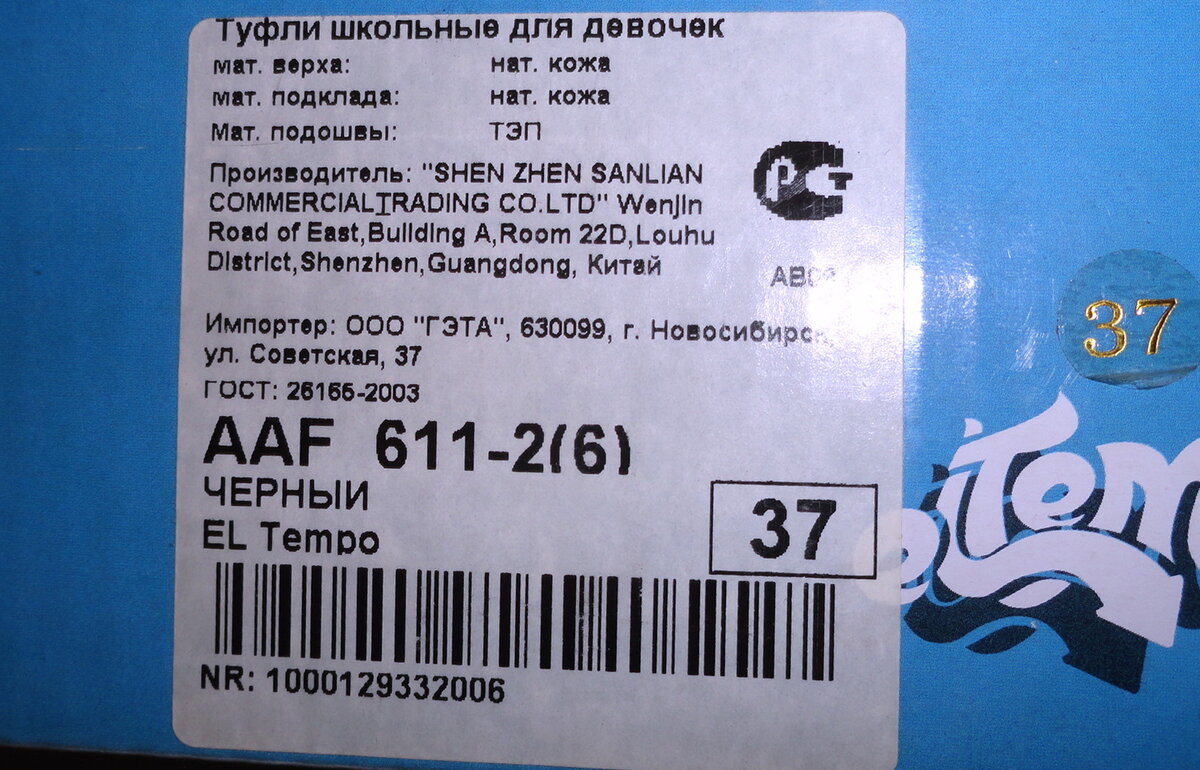 Туфли школьные для девочек
мат. верха: нат. кожа
мат. подклада: нат. кожа
Мат. подошвы: ТЭП
Производитель: "SHEN ZHEN SANLIAN
COMMERCIALTRADING CO.LTD" Wenjin
Road of East,Building A,Room 22D,Louhu
District,Shenzhen,Guangdong, Китай
РСТ
Импортер: ООО "ГЭТА", 630099, г. Новосибирск,
ул. Советская, 37
ГОСТ: 26166-2003
AAF 611-2(6)
ЧЕРНЫЙ
EL Tempo
37
NR: 1000129332006
37